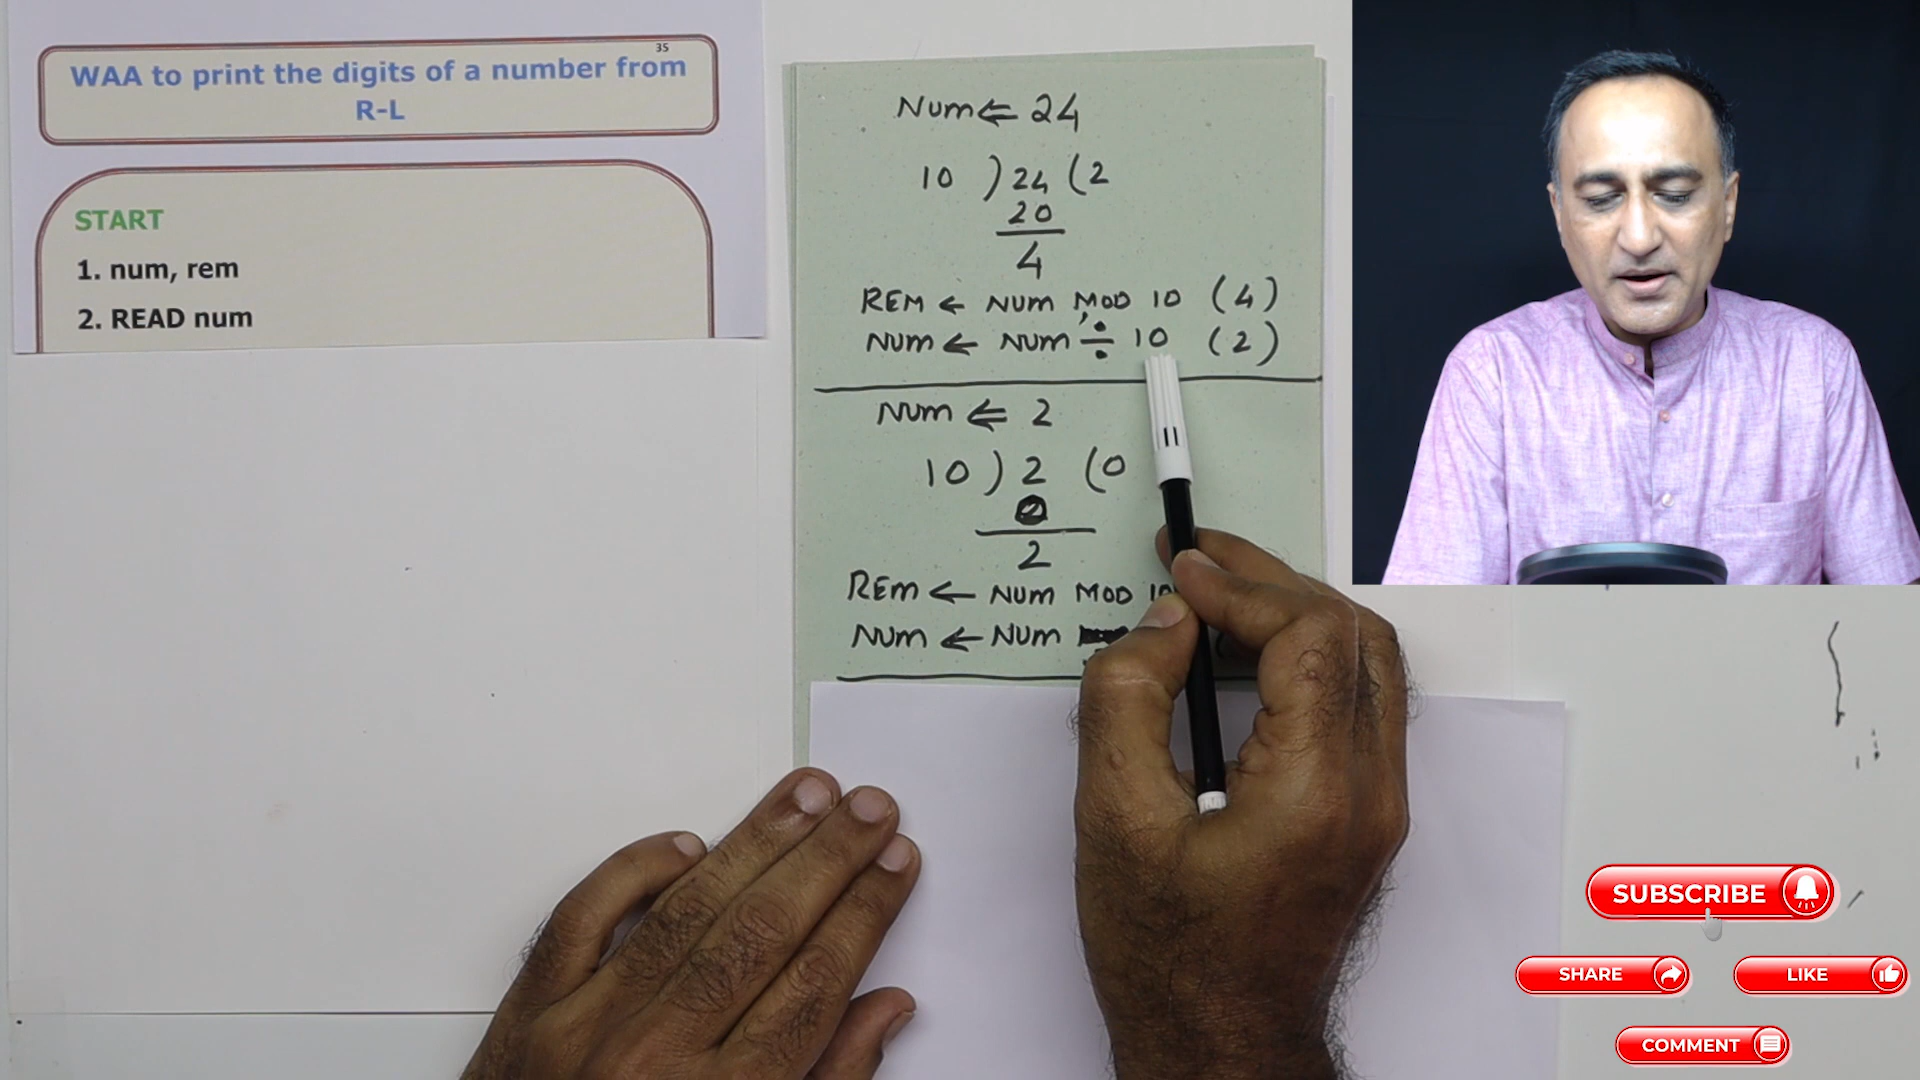 35
WAA to print the digits of a number from
R-L
START
1. num, rem
2. READ num
Num ⇐ 24
10 ) 24 ( 2
20
4
REM ← NUM MOD 10 (4)
NUM ← NUM ÷ 10 (2)
Num ⇐ 2
10 ) 2 ( 0
2
REM ← NUM MOD 10
NUM ← NUM
SUBSCRIBE
SHARE
LIKE
COMMENT